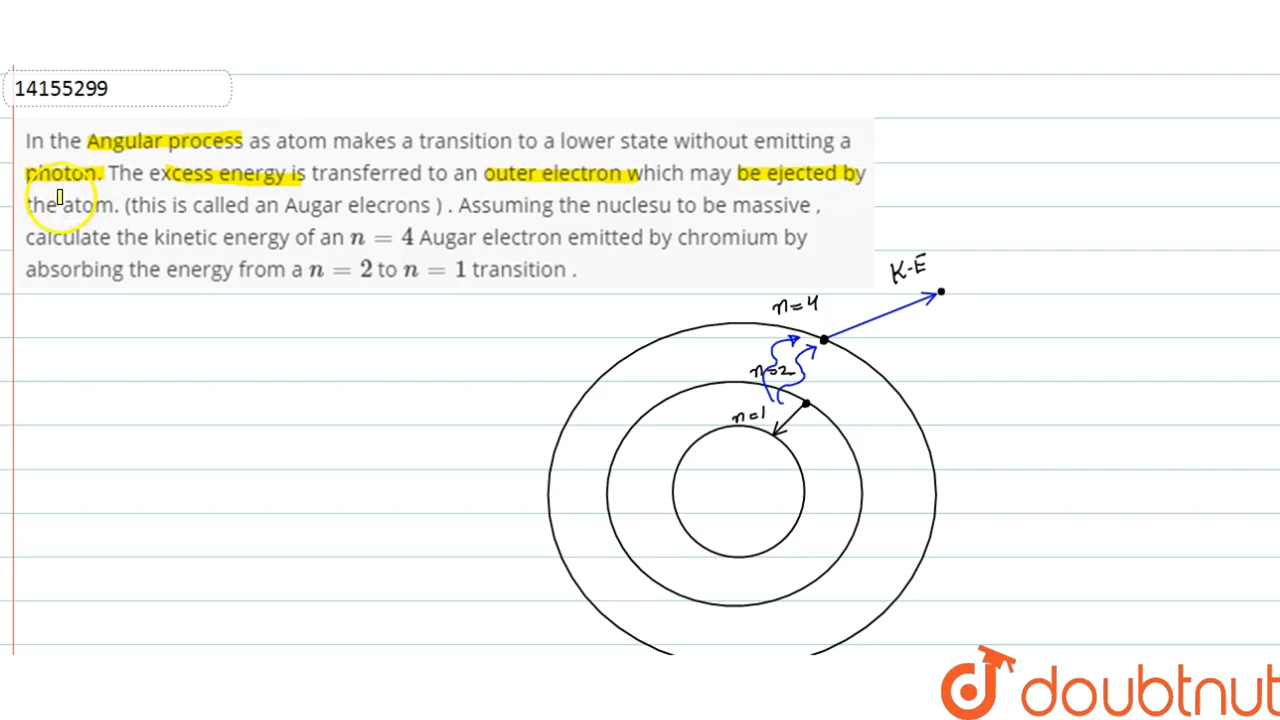 14155299
In the Angular process as atom makes a transition to a lower state without emitting a
photon. The excess energy is transferred to an outer electron which may be ejected by
the atom. (this is called an Augar elecrons ) . Assuming the nuclesu to be massive ,
calculate the kinetic energy of an n = 4 Augar electron emitted by chromium by
absorbing the energy from a n = 2 to n = 1 transition .
K-E
n=4
n=2
n=1
doubtnut